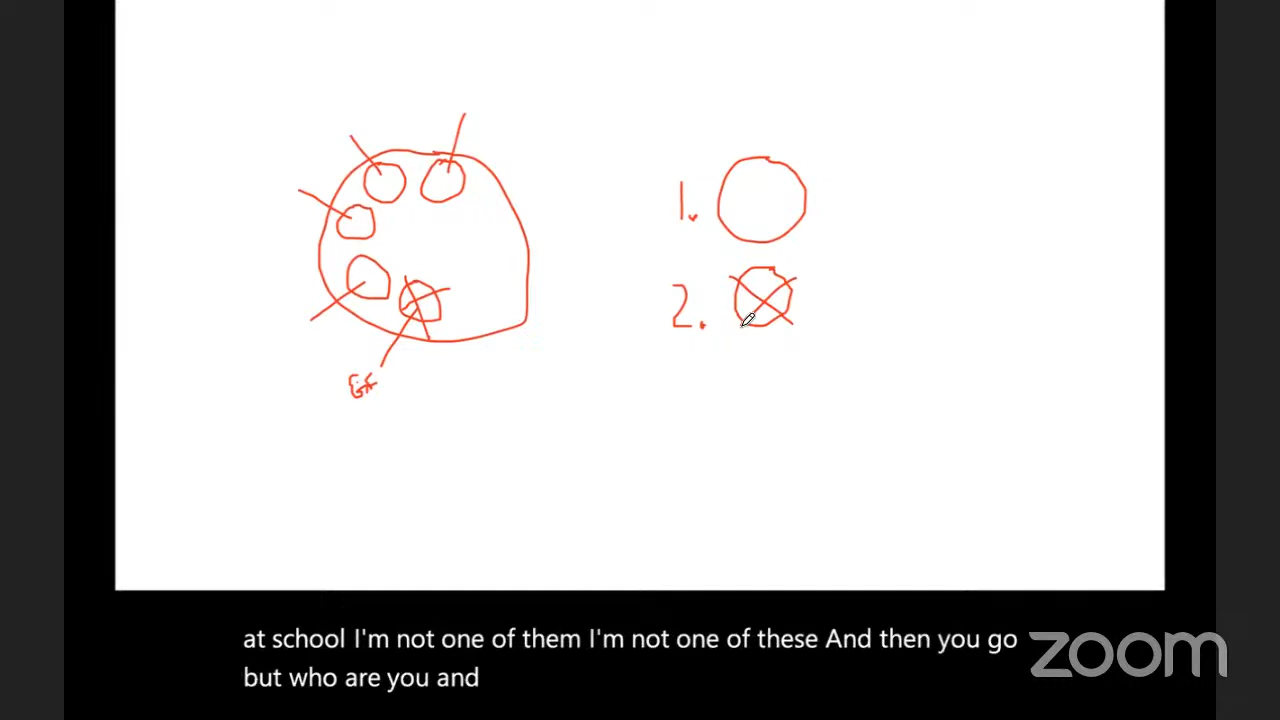 1.
2.
at school I'm not one of them I'm not one of these And then you go
but who are you and
zoom